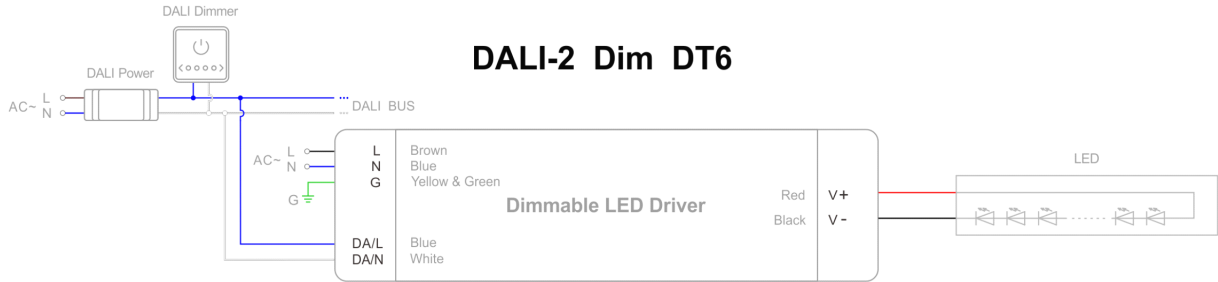 DALI Dimmer
DALI-2 Dim DT6
DALI Power
AC~ L
N
DALI BUS
AC~ L
N
G
L Brown
N Blue
G Yellow & Green
Dimmable LED Driver
DA/L Blue
DA/N White
Red V+
Black V-
LED